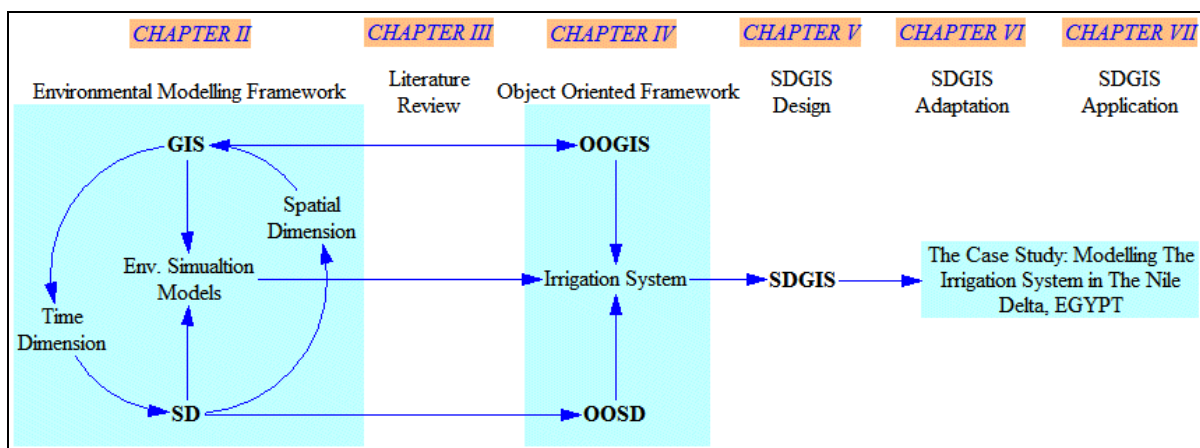 CHAPTER II
CHAPTER III
CHAPTER IV
CHAPTER V
CHAPTER VI
CHAPTER VII
Environmental Modelling Framework
Literature
Review
Object Oriented Framework
SDGIS
Design
SDGIS
Adaptation
SDGIS
Application
GIS
OOGIS
Spatial
Dimension
Env. Simualtion
Models
Irrigation System
SDGIS
The Case Study: Modelling The
Irrigation System in The Nile
Delta, EGYPT
Time
Dimension
SD
OOSD